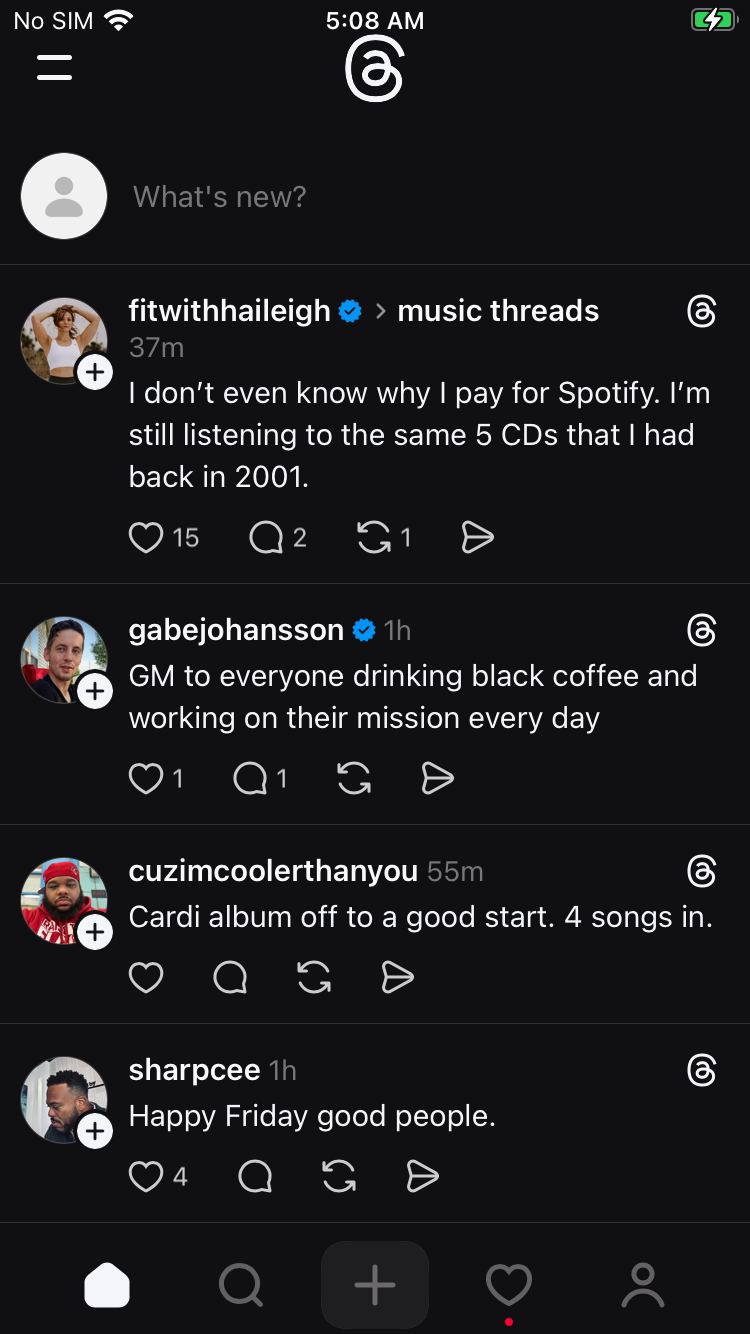 No SIM 5:08 AM
What's new?
fitwithhaileigh > music threads
37m
I don’t even know why I pay for Spotify. I’m
still listening to the same 5 CDs that I had
back in 2001.
15 2 1
gabejohansson 1h
GM to everyone drinking black coffee and
working on their mission every day
1 1
cuzimcoolerthanyou 55m
Cardi album off to a good start. 4 songs in.
sharpcee 1h
Happy Friday good people.
4